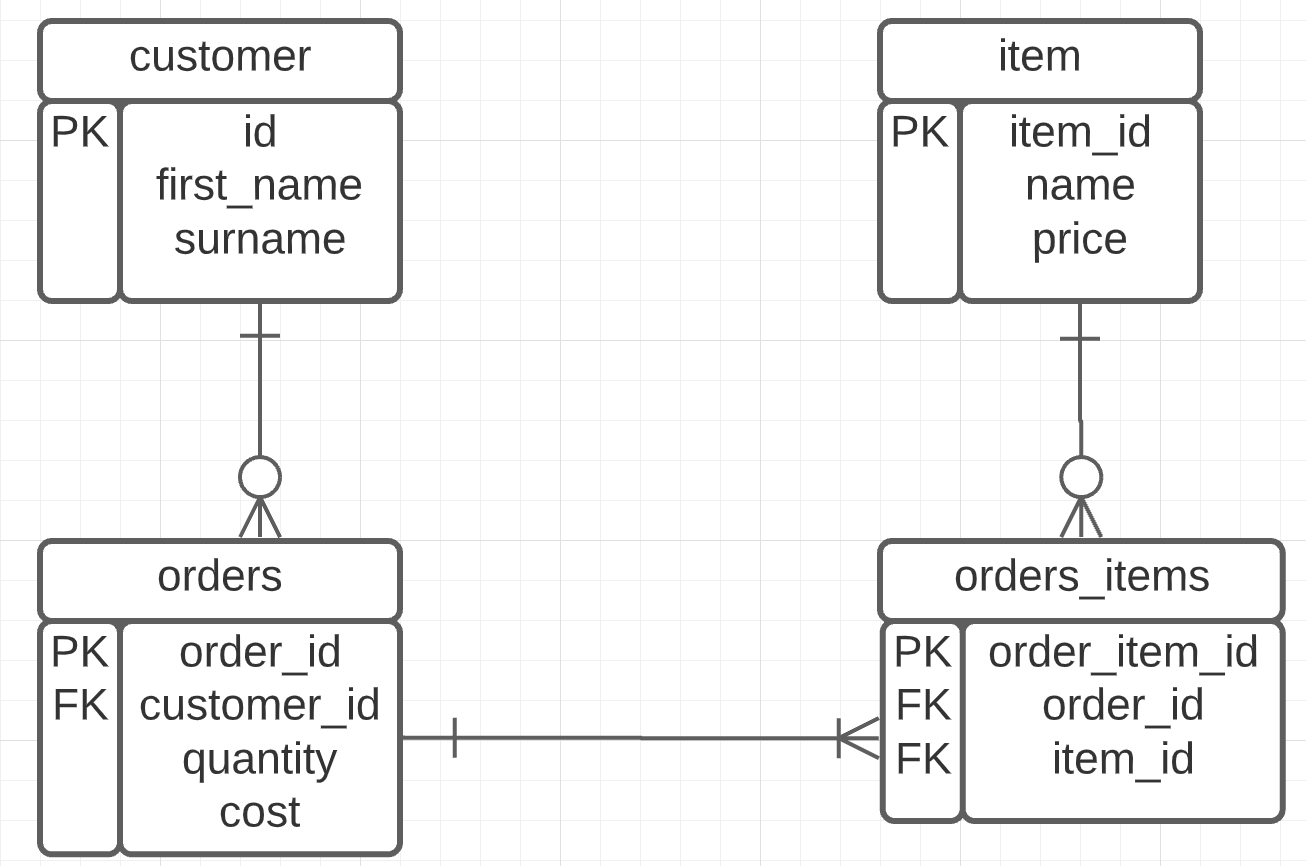 customer
PK id
first_name
surname
item
PK item_id
name
price
orders
PK order_id
FK customer_id
quantity
cost
orders_items
PK order_item_id
FK order_id
FK item_id